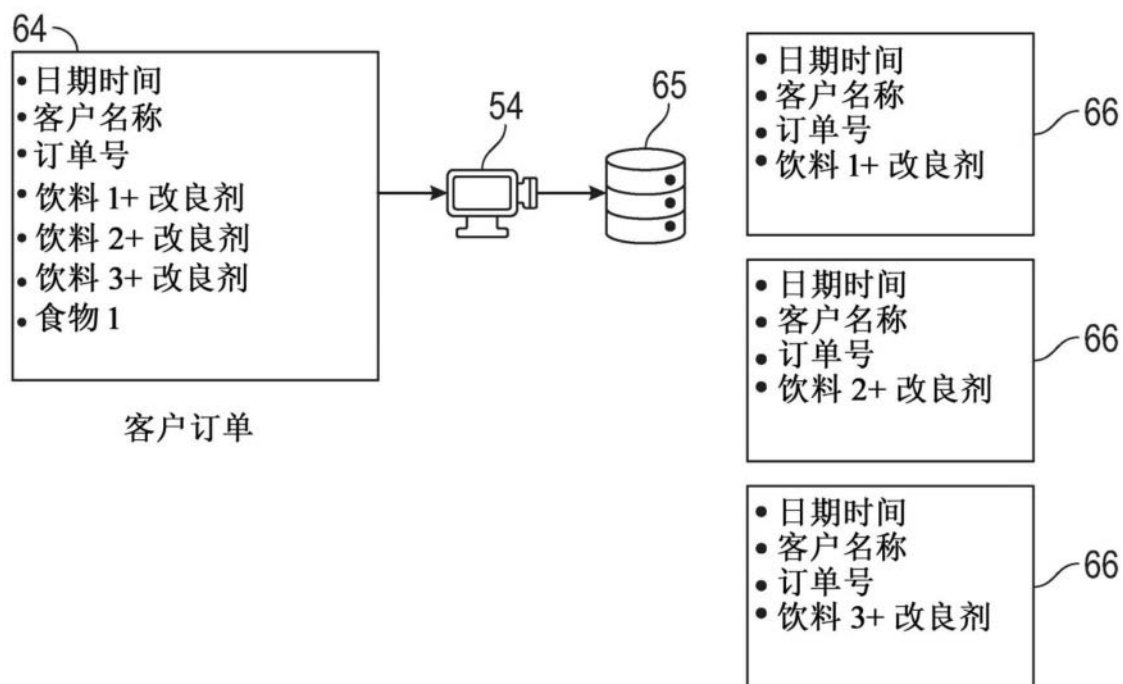 64
• 日期时间
• 客户名称
• 订单号
• 饮料 1+ 改良剂
• 饮料 2+ 改良剂
• 饮料 3+ 改良剂
• 食物 1
客户订单
54
65
• 日期时间
• 客户名称
• 订单号
• 饮料 1+ 改良剂
66
• 日期时间
• 客户名称
• 订单号
• 饮料 2+ 改良剂
66
• 日期时间
• 客户名称
• 订单号
• 饮料 3+ 改良剂
66